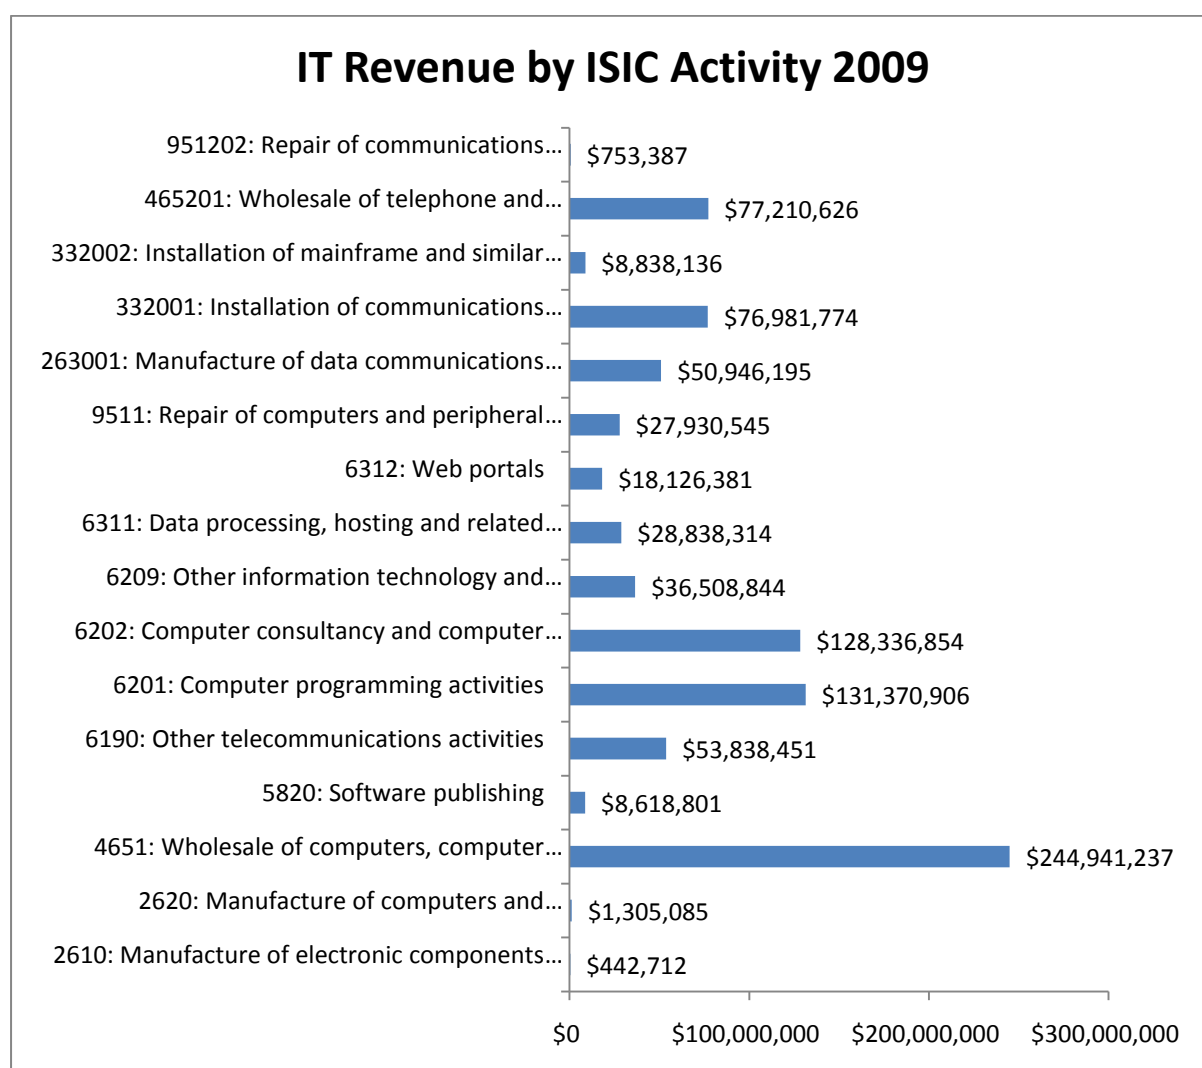 IT Revenue by ISIC Activity 2009
951202: Repair of communications… $753,387
465201: Wholesale of telephone and… $77,210,626
332002: Installation of mainframe and similar… $8,838,136
332001: Installation of communications… $76,981,774
263001: Manufacture of data communications… $50,946,195
9511: Repair of computers and peripheral… $27,930,545
6312: Web portals $18,126,381
6311: Data processing, hosting and related… $28,838,314
6209: Other information technology and… $36,508,844
6202: Computer consultancy and computer… $128,336,854
6201: Computer programming activities $131,370,906
6190: Other telecommunications activities $53,838,451
5820: Software publishing $8,618,801
4651: Wholesale of computers, computer… $244,941,237
2620: Manufacture of computers and… $1,305,085
2610: Manufacture of electronic components… $442,712
$0 $100,000,000 $200,000,000 $300,000,000